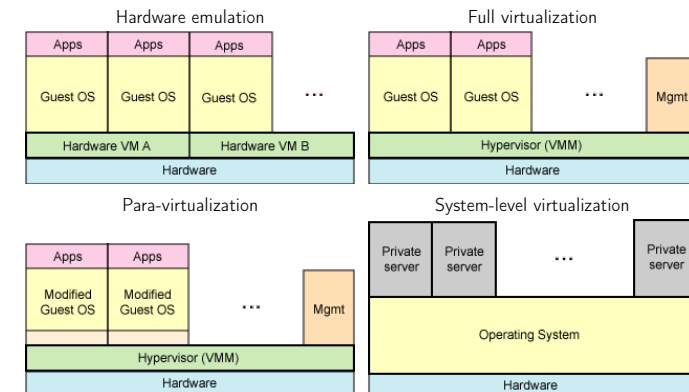 Hardware emulation
Apps Apps Apps
Guest OS Guest OS Guest OS ...
Hardware VM A Hardware VM B
Hardware
Full virtualization
Apps Apps
Guest OS Guest OS ... Mgmt
Hypervisor (VMM)
Hardware
Para-virtualization
Apps Apps
Modified Guest OS Modified Guest OS ... Mgmt
Hypervisor (VMM)
Hardware
System-level virtualization
Private server Private server ... Private server
Operating System
Hardware